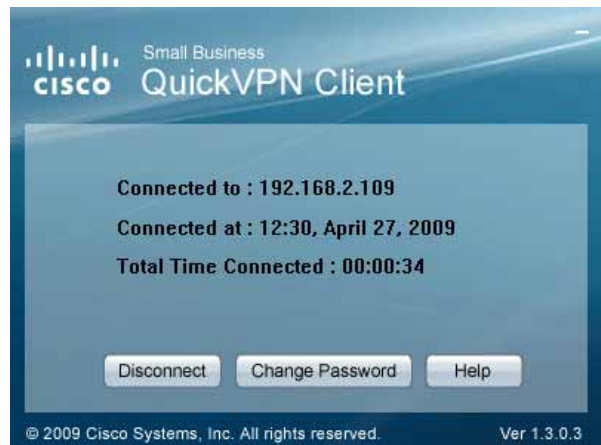 Small Business
CISCO QuickVPN Client
Connected to : 192.168.2.109
Connected at : 12:30, April 27, 2009
Total Time Connected : 00:00:34
Disconnect Change Password Help
© 2009 Cisco Systems, Inc. All rights reserved. Ver 1.3.0.3